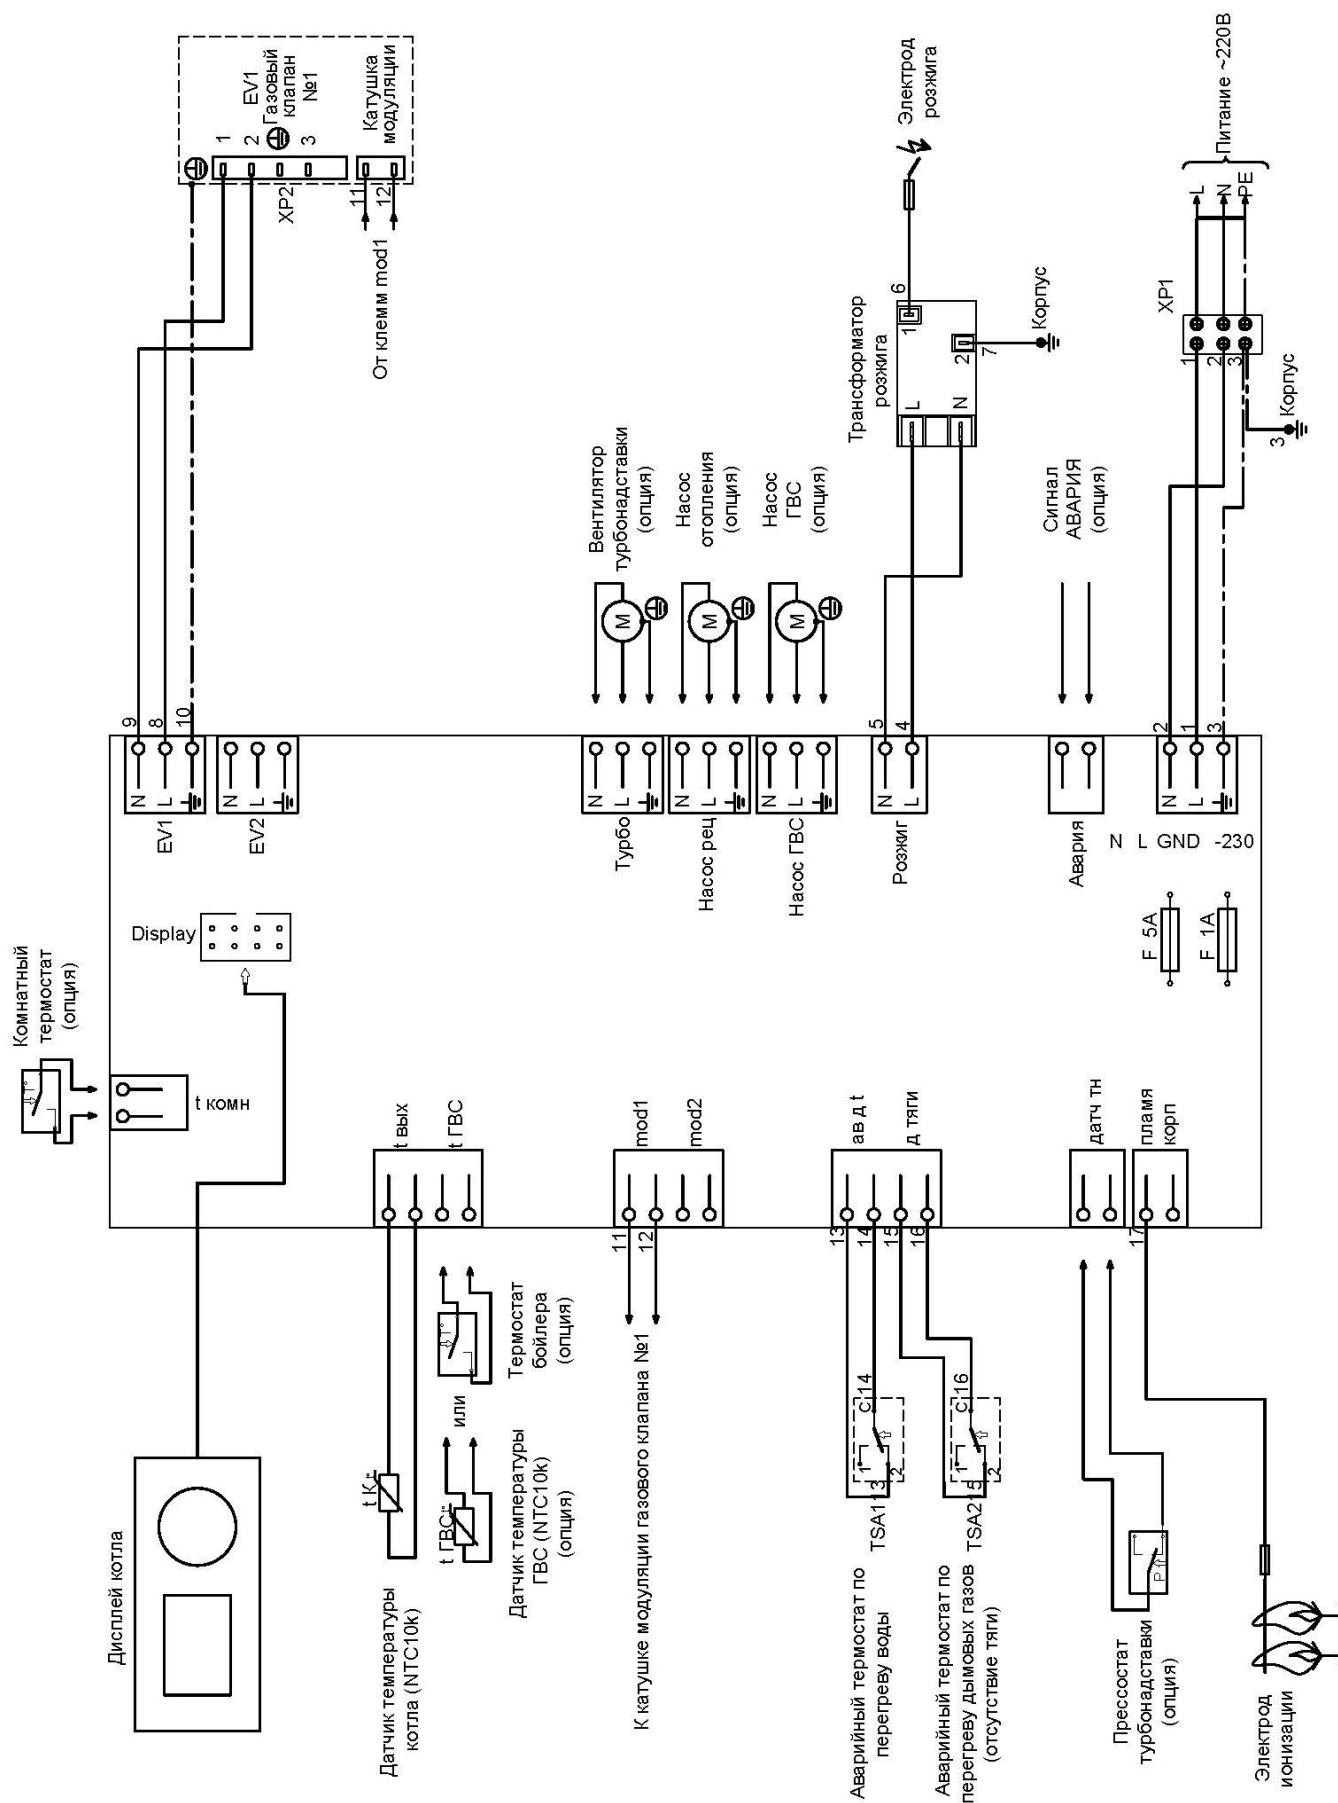 EV1
Газовый
клапан
№1
Катушка
модуляции
1
2
3
XP2
11
12
От клемм mod1
Электрод
розжига
Трансформатор
розжига
6
1
2
7
L
N
Корпус
Питание ~220В
L
N
PE
XP1
1
2
3
3
Корпус
Вентилятор
турбонадставки
(опция)
Насос
отопления
(опция)
Насос
ГВС
(опция)
M
M
M
Сигнал
АВАРИЯ
(опция)
9
8
10
5
4
2
1
3
N
L
EV1
N
L
EV2
N
L
Турбо
N
L
Насос рец
N
L
Насос ГВС
N
L
Розжиг
Авария
N
L
N L GND -230
F 5A
F 1A
Display
Комнатный
термостат
(опция)
T°
t комн
t вых
t ГВС
mod1
mod2
ав д t
д тяги
датч тн
пламя
корп
11
12
13
14
15
16
17
Дисплей котла
t К
t°
Датчик температуры
котла (NTC10k)
t ГВС
t°
Датчик температуры
ГВС (NTC10k)
(опция)
или
T°
Термостат
бойлера
(опция)
К катушке модуляции газового клапана №1
C
14
1
2
13
TSA1
Аварийный термостат по
перегреву воды
C
16
1
2
15
TSA2
Аварийный термостат по
перегреву дымовых газов
(отсутствие тяги)
P
Прессостат
турбонадставки
(опция)
Электрод
ионизации